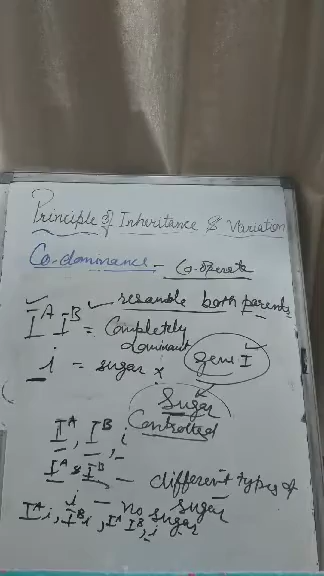 Principle of Inheritance & Variation
Co-dominance - Co-operate
✓ resamble both parents
I^A I^B = Completely dominant
gene I
i = sugar x
Sugar
Controlled
I^A, I^B, i
I^A & I^B - different types of sugar
i - no sugar
I^A i, I^B i, I^A I^B, i